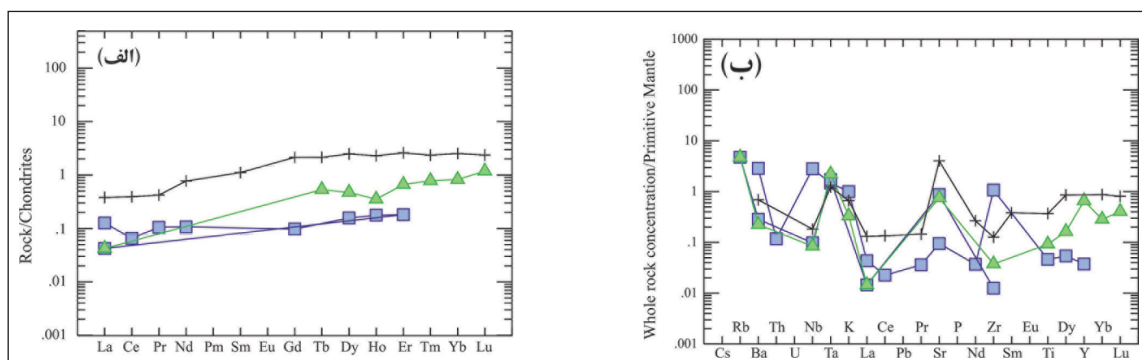 (الف)
100
10
1
.1
.01
.001
Rock/Chondrites
La Ce Pr Nd Pm Sm Eu Gd Tb Dy Ho Er Tm Yb Lu
(ب)
1000
100
10
1
.1
.01
.001
Whole rock concentration/Primitive Mantle
Rb Th Nb K Ce Pr P Zr Eu Dy Yb
Cs Ba U Ta La Pb Sr Nd Sm Ti Y Lu